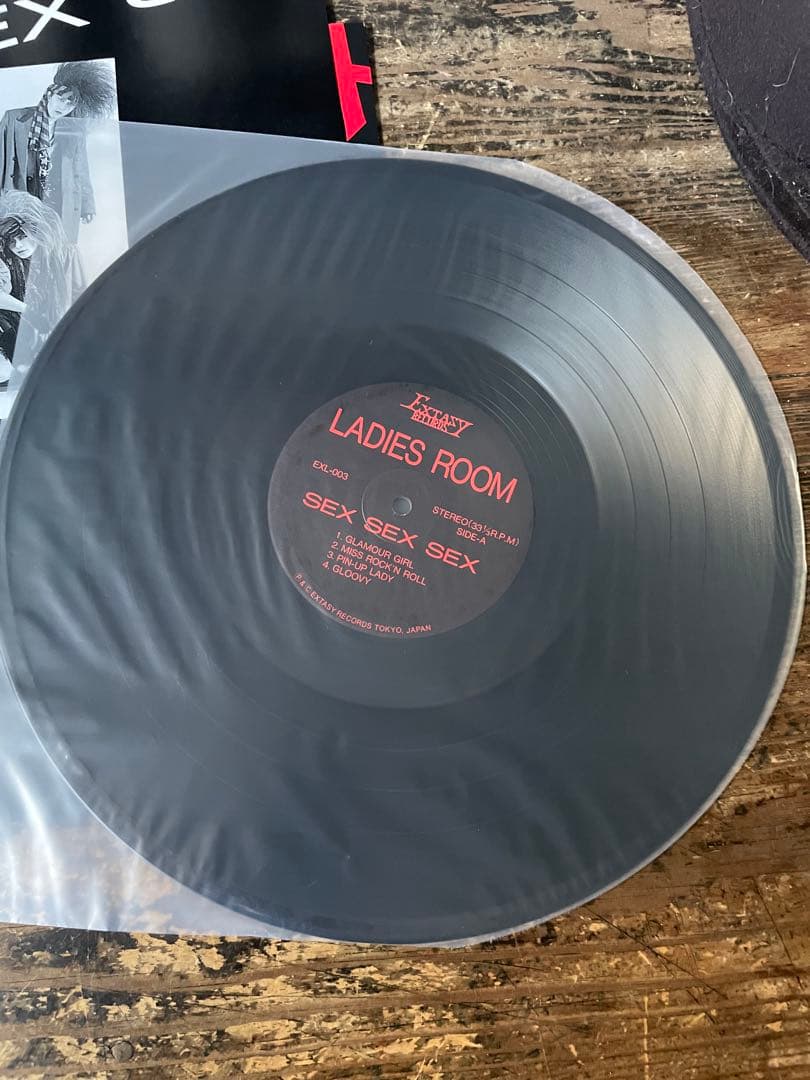 EX
EXTASY
RECORDS
LADIES ROOM
EXL-003
STEREO(33⅓R.P.M)
SIDE-A
SEX SEX SEX
1. GLAMOUR GIRL
2. MISS ROCK'N ROLL
3. PIN-UP LADY
4. GLOOVY
P & C EXTASY RECORDS TOKYO, JAPAN